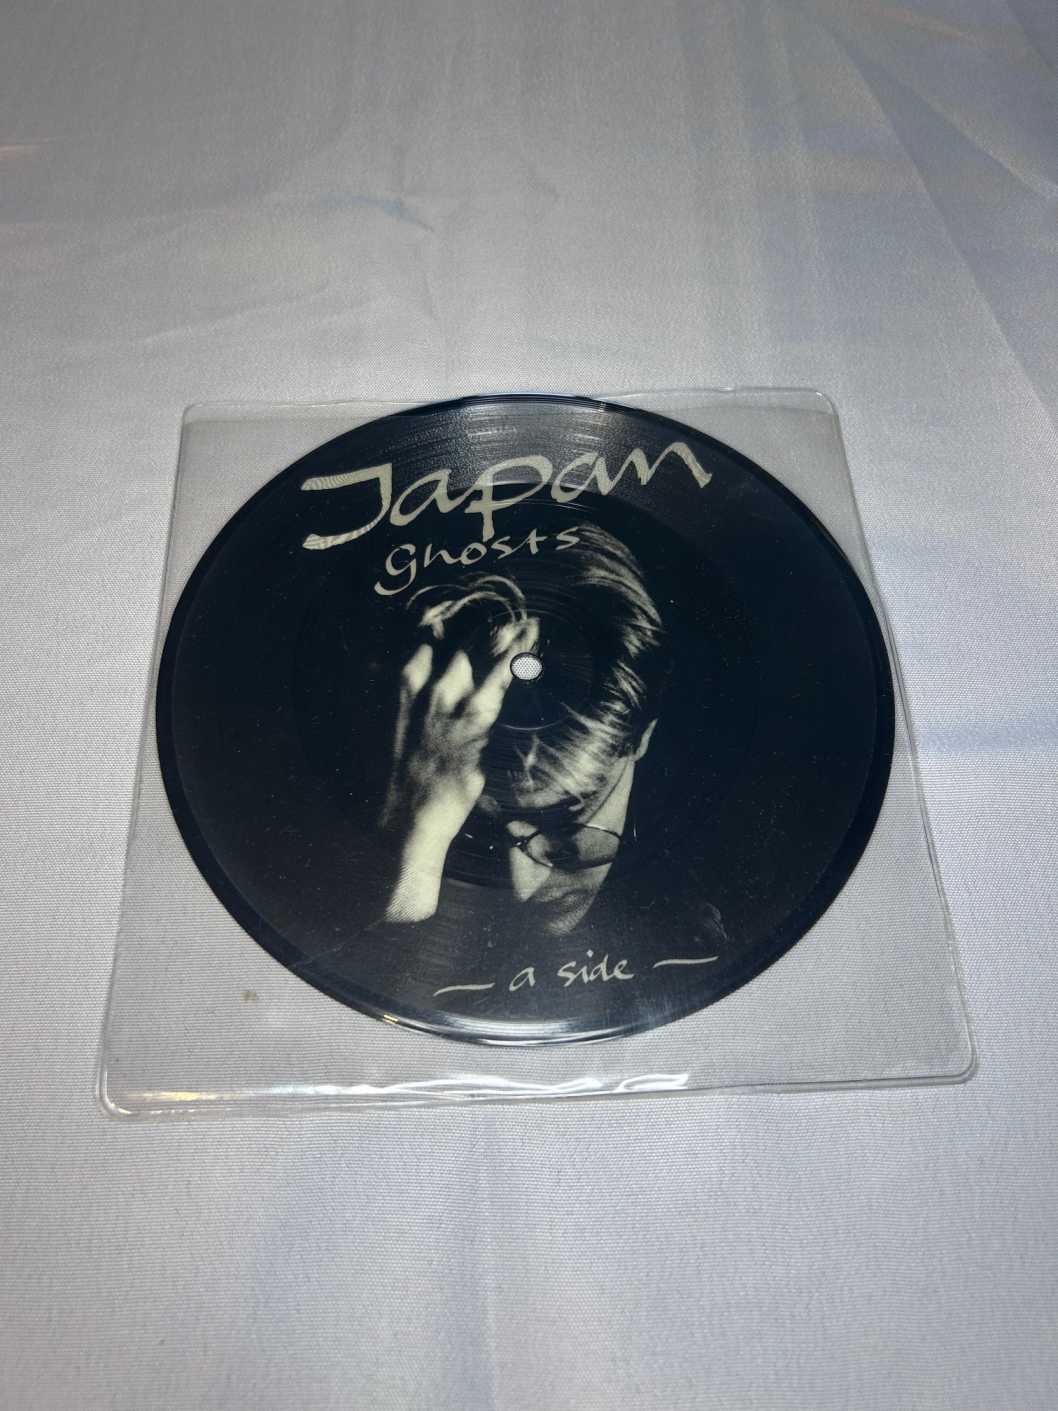 Japan
ghosts
— a side —